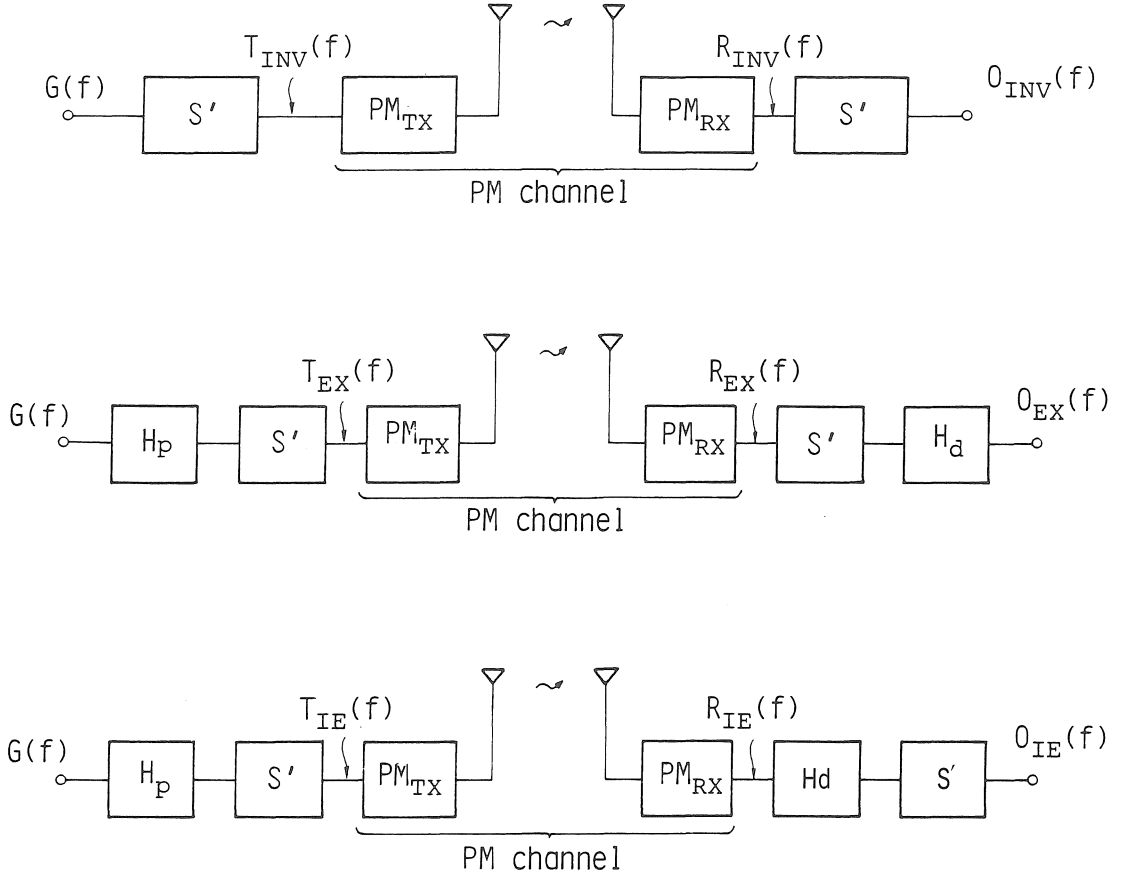 T_INV(f) R_INV(f)
G(f) S' PM_TX PM_RX S' O_INV(f)
PM channel
T_EX(f) R_EX(f)
G(f) Hp S' PM_TX PM_RX S' H_d O_EX(f)
PM channel
T_IE(f) R_IE(f)
G(f) H_p S' PM_TX PM_RX Hd S' O_IE(f)
PM channel